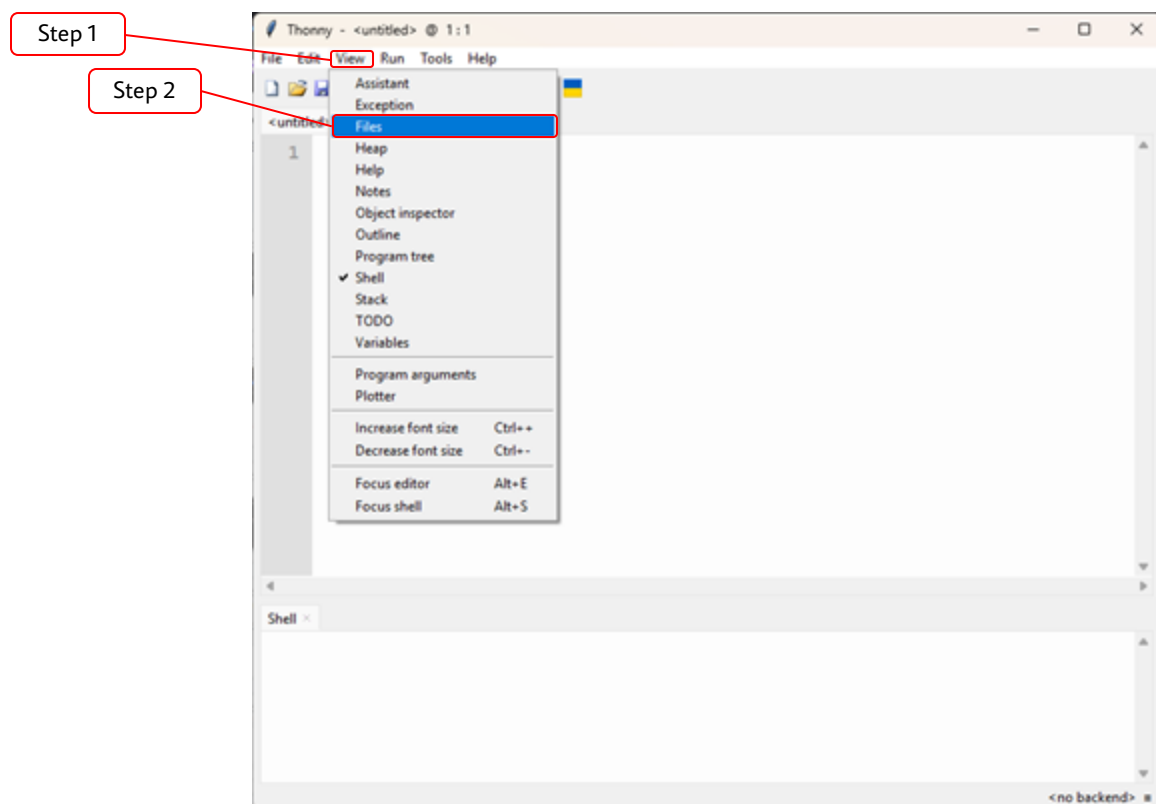 Step 1
Thonny - <untitled> @ 1 : 1
File Edit View Run Tools Help
Step 2
Assistant
Exception
<untitled>
Files
1
Heap
Help
Notes
Object inspector
Outline
Program tree
✔ Shell
Stack
TODO
Variables
Program arguments
Plotter
Increase font size Ctrl++
Decrease font size Ctrl+-
Focus editor Alt+E
Focus shell Alt+S
Shell ×
<no backend> ≡